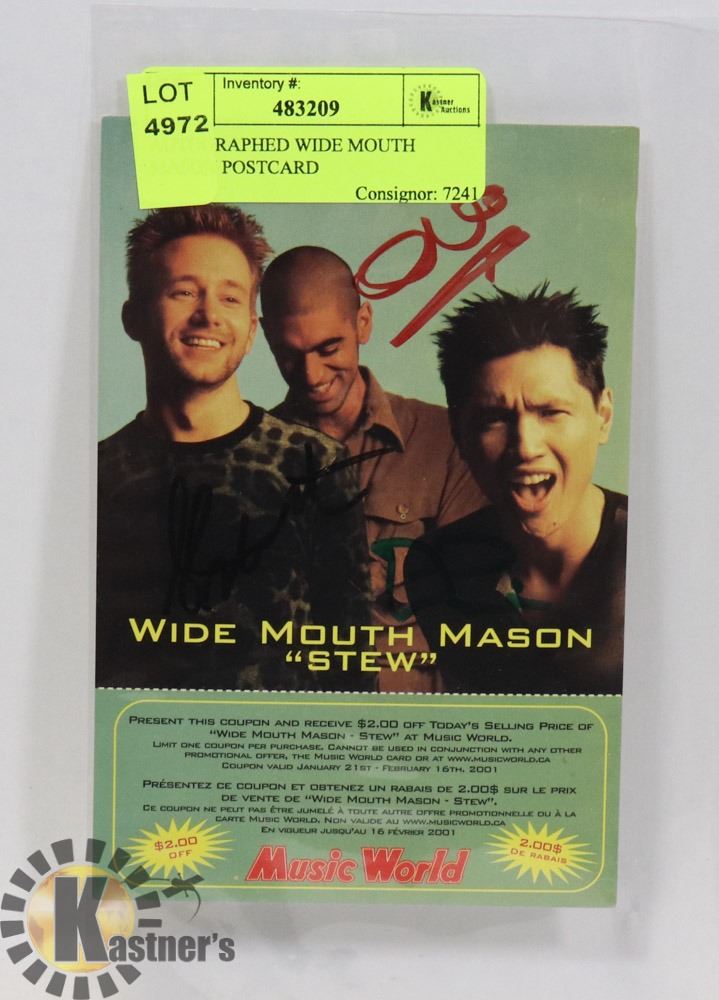 LOT
4972
Inventory #:
483209
Kastner
Auctions
RAPHED WIDE MOUTH
POSTCARD
Consignor: 7241
WIDE MOUTH MASON
"STEW"
PRESENT THIS COUPON AND RECEIVE $2.00 OFF TODAY'S SELLING PRICE OF
"WIDE MOUTH MASON - STEW" AT MUSIC WORLD.
LIMIT ONE COUPON PER PURCHASE. CANNOT BE USED IN CONJUNCTION WITH ANY OTHER
PROMOTIONAL OFFER, THE MUSIC WORLD CARD OR AT WWW.MUSICWORLD.CA
COUPON VALID JANUARY 21ST - FEBRUARY 16TH, 2001
PRÉSENTEZ CE COUPON ET OBTENEZ UN RABAIS DE 2.00$ SUR LE PRIX
DE VENTE DE "WIDE MOUTH MASON - STEW".
CE COUPON NE PEUT PAS ÊTRE JUMELÉ À TOUTE AUTRE OFFRE PROMOTIONNELLE OU À LA
CARTE MUSIC WORLD. NON VALIDE AU WWW.MUSICWORLD.CA
EN VIGUEUR JUSQU'AU 16 FÉVRIER 2001
$2.00
OFF
Music World
2.00$
DE RABAIS
Kastner's